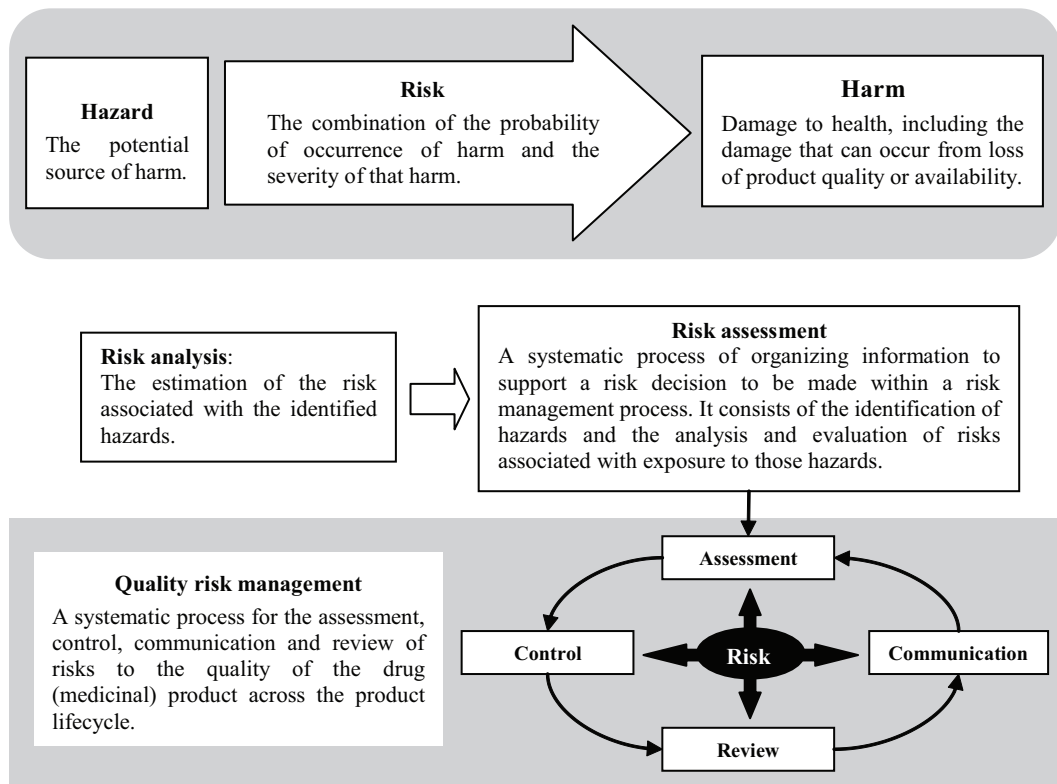 Hazard
The potential
source of harm.
Risk
The combination of the probability
of occurrence of harm and the
severity of that harm.
Harm
Damage to health, including the
damage that can occur from loss
of product quality or availability.
Risk analysis:
The estimation of the risk
associated with the identified
hazards.
Risk assessment
A systematic process of organizing information to
support a risk decision to be made within a risk
management process. It consists of the identification of
hazards and the analysis and evaluation of risks
associated with exposure to those hazards.
Quality risk management
A systematic process for the assessment,
control, communication and review of
risks to the quality of the drug
(medicinal) product across the product
lifecycle.
Assessment
Control
Risk
Communication
Review